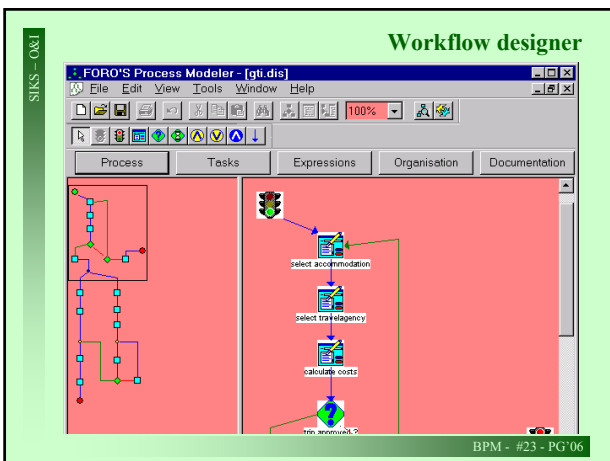 SIKS – O&I
Workflow designer
FORO'S Process Modeler - [gti.dis]
File Edit View Tools Window Help
100%
Process Tasks Expressions Organisation Documentation
select accommodation
select travelagency
calculate costs
trip approved ?
BPM - #23 - PG'06